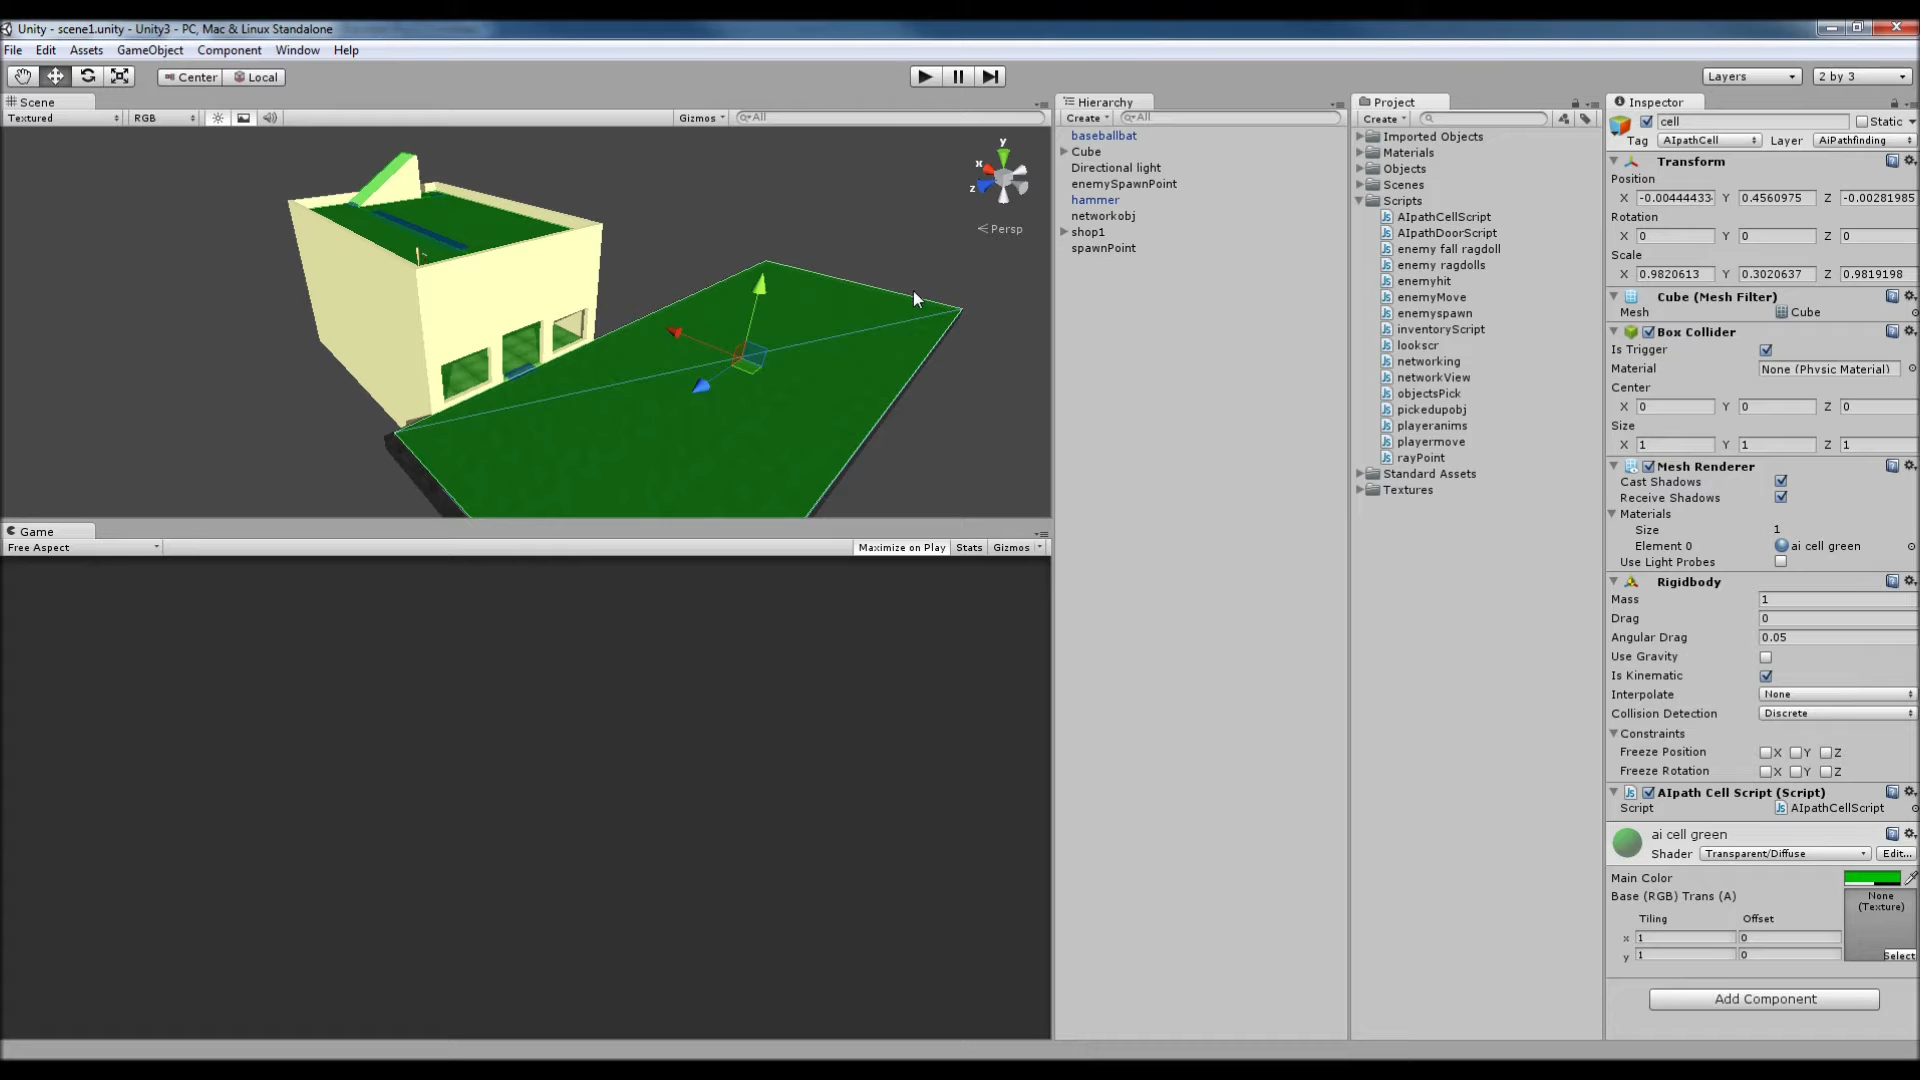 Unity - scene1.unity - Unity3 - PC, Mac & Linux Standalone
File Edit Assets GameObject Component Window Help
Center Local
Layers 2 by 3
Scene
Textured RGB Gizmos All
y
x
z
Persp
Game
Free Aspect Maximize on Play Stats Gizmos
Hierarchy
Create All
baseballbat
Cube
Directional light
enemySpawnPoint
hammer
networkobj
shop1
spawnPoint
Project
Create
Imported Objects
Materials
Objects
Scenes
Scripts
AIpathCellScript
AIpathDoorScript
enemy fall ragdoll
enemy ragdolls
enemyhit
enemyMove
enemyspawn
inventoryScript
lookscr
networking
networkView
objectsPick
pickedupobj
playeranims
playermove
rayPoint
Standard Assets
Textures
Inspector
cell Static
Tag AIpathCell Layer AiPathfinding
Transform
Position
X -0.0044443 Y 0.4560975 Z -0.00281985
Rotation
X 0 Y 0 Z 0
Scale
X 0.9820613 Y 0.3020637 Z 0.9819198
Cube (Mesh Filter)
Mesh Cube
Box Collider
Is Trigger
Material None (Physic Material)
Center
X 0 Y 0 Z 0
Size
X 1 Y 1 Z 1
Mesh Renderer
Cast Shadows
Receive Shadows
Materials
Size 1
Element 0 ai cell green
Use Light Probes
Rigidbody
Mass 1
Drag 0
Angular Drag 0.05
Use Gravity
Is Kinematic
Interpolate None
Collision Detection Discrete
Constraints
Freeze Position X Y Z
Freeze Rotation X Y Z
AIpath Cell Script (Script)
Script AIpathCellScript
ai cell green
Shader Transparent/Diffuse Edit...
Main Color
Base (RGB) Trans (A) None
(Texture)
Tiling Offset
x 1 0
y 1 0
Select
Add Component